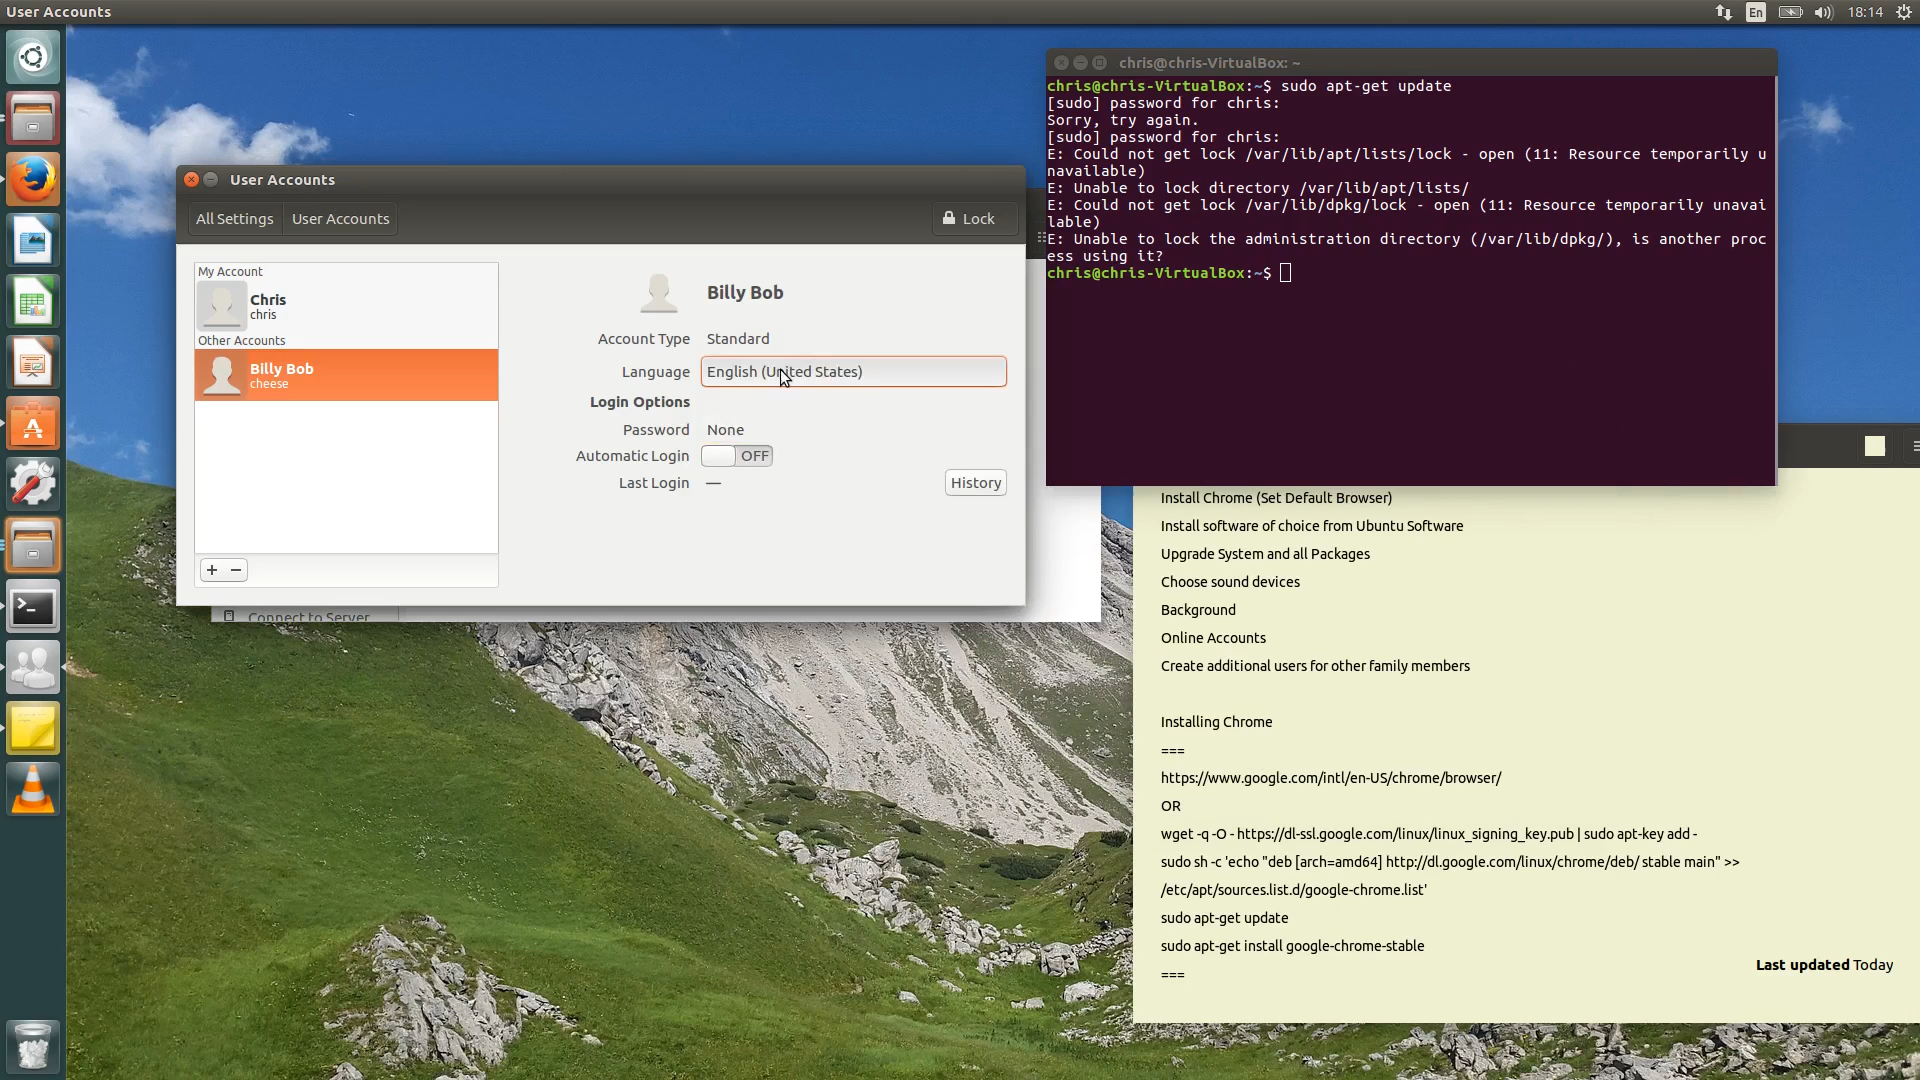 User Accounts
En
18:14
chris@chris-VirtualBox: ~
chris@chris-VirtualBox:~$ sudo apt-get update
[sudo] password for chris:
Sorry, try again.
[sudo] password for chris:
E: Could not get lock /var/lib/apt/lists/lock - open (11: Resource temporarily u
navailable)
E: Unable to lock directory /var/lib/apt/lists/
E: Could not get lock /var/lib/dpkg/lock - open (11: Resource temporarily unavai
lable)
E: Unable to lock the administration directory (/var/lib/dpkg/), is another proc
ess using it?
chris@chris-VirtualBox:~$
User Accounts
All Settings
User Accounts
Lock
My Account
Chris
chris
Other Accounts
Billy Bob
cheese
Billy Bob
Account Type Standard
Language English (United States)
Login Options
Password None
Automatic Login OFF
Last Login —
History
+ −
Connect to Server
Install Chrome (Set Default Browser)
Install software of choice from Ubuntu Software
Upgrade System and all Packages
Choose sound devices
Background
Online Accounts
Create additional users for other family members
Installing Chrome
===
https://www.google.com/intl/en-US/chrome/browser/
OR
wget -q -O - https://dl-ssl.google.com/linux/linux_signing_key.pub | sudo apt-key add -
sudo sh -c 'echo "deb [arch=amd64] http://dl.google.com/linux/chrome/deb/ stable main" >>
/etc/apt/sources.list.d/google-chrome.list'
sudo apt-get update
sudo apt-get install google-chrome-stable
===
Last updated Today